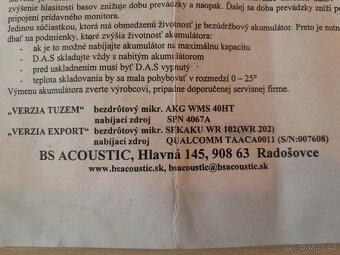 zvýšenie hlasitosti basov znižuje dobu prevádzky a naopak. Ďalej sa doba prevádzky zníži po
pripojení prídavného monitora.
Jedinou súčiastkou, ktorá má obmedzenú životnosť je bezúdržbový akumulátor. Preto je nutné
dbať na podmienky, ktoré zvýšia životnosť akumulátora:
- ak je to možné nabíjajte akumulátor na maximálnu kapacitu
- D.A.S skladujte vždy s nabitým akumulátorom
- pred uskladnením musí byť D.A.S vypnutý
- teplota skladovania by sa mala pohybovať v rozmedzí 0 – 25°
Výmenu akumulátora zverte výrobcovi, prípadne doporučenej servisnej firme.
„VERZIA TUZEM" bezdrôtový mikr. AKG WMS 40HT
nabíjací zdroj SPN 4067A
„VERZIA EXPORT" bezdrôtový mikr. SEKAKU WR 102(WR 202)
nabíjací zdroj QUALCOMM TAACA0011 (S/N:007608)
BS ACOUSTIC, Hlavná 145, 908 63 Radošovce
www.bsacoustic.sk, bsacoustic@bsacoustic.sk